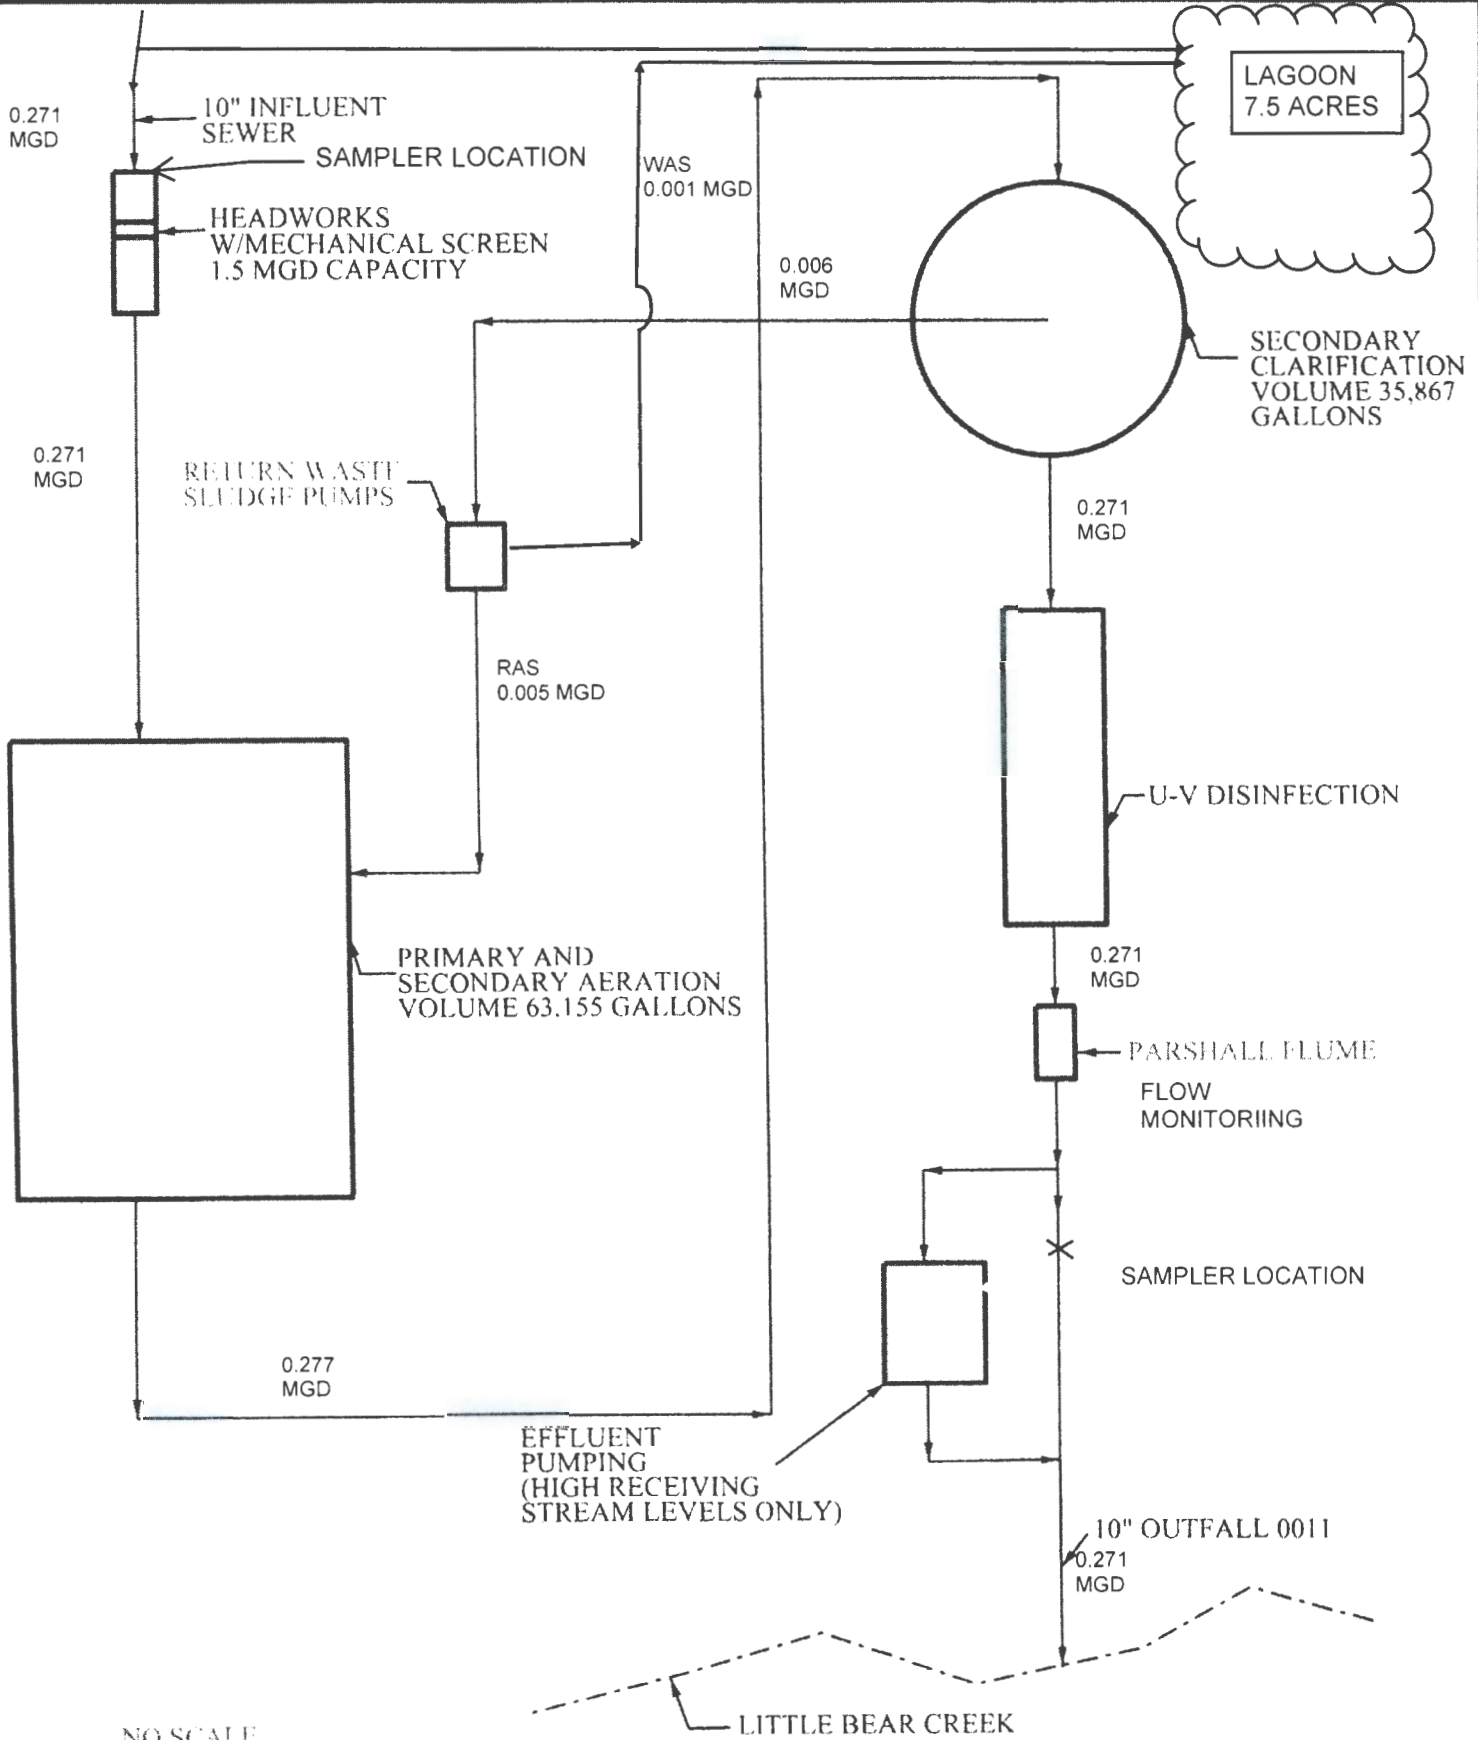 LAGOON
7.5 ACRES
0.271
MGD
10" INFLUENT
SEWER
SAMPLER LOCATION
WAS
0.001 MGD
HEADWORKS
W/MECHANICAL SCREEN
1.5 MGD CAPACITY
0.006
MGD
SECONDARY
CLARIFICATION
VOLUME 35,867
GALLONS
0.271
MGD
RETURN WASTE
SLUDGE PUMPS
0.271
MGD
RAS
0.005 MGD
U-V DISINFECTION
PRIMARY AND
SECONDARY AERATION
VOLUME 63.155 GALLONS
0.271
MGD
PARSHALL FLUME
FLOW
MONITORIING
SAMPLER LOCATION
0.277
MGD
EFFLUENT
PUMPING
(HIGH RECEIVING
STREAM LEVELS ONLY)
10" OUTFALL 0011
0.271
MGD
LITTLE BEAR CREEK
NO SCALE